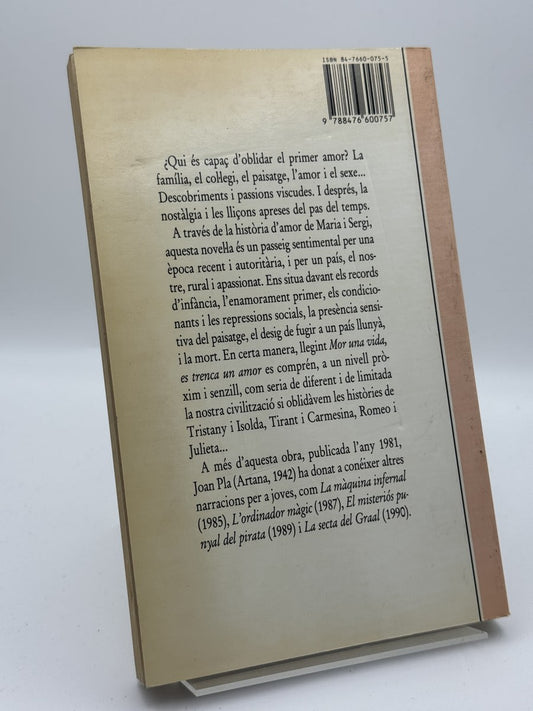 ISBN 84-7660-075-5
9 788476 600757
¿Qui és capaç d'oblidar el primer amor? La
família, el col·legi, el paisatge, l'amor i el sexe...
Descobriments i passions viscudes. I després, la
nostàlgia i les lliçons apreses del pas del temps.
A través de la història d'amor de Maria i Sergi,
aquesta novel·la és un passeig sentimental per una
època recent i autoritària, i per un país, el nos-
tre, rural i apassionat. Ens situa davant els records
d'infància, l'enamorament primer, els condicio-
nants i les repressions socials, la presència sensi-
tiva del paisatge, el desig de fugir a un país llunyà,
i la mort. En certa manera, llegint Mor una vida,
es trenca un amor es comprén, a un nivell prò-
xim i senzill, com seria de diferent i de limitada
la nostra civilització si oblidàvem les històries de
Tristany i Isolda, Tirant i Carmesina, Romeo i
Julieta...
A més d'aquesta obra, publicada l'any 1981,
Joan Pla (Artana, 1942) ha donat a conéixer altres
narracions per a joves, com La màquina infernal
(1985), L'ordinador màgic (1987), El misteriós pu-
nyal del pirata (1989) i La secta del Graal (1990).